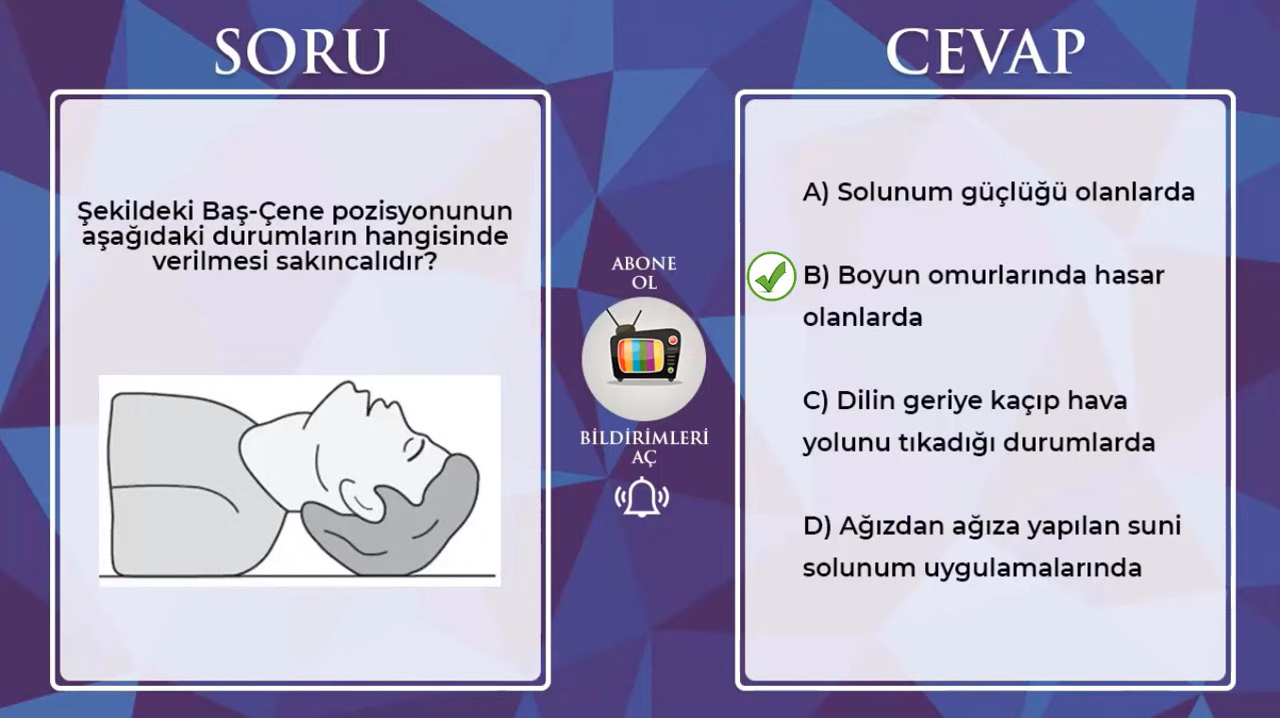 SORU
Şekildeki Baş-Çene pozisyonunun
aşağıdaki durumların hangisinde
verilmesi sakıncalıdır?
ABONE
OL
BİLDİRİMLERİ
AÇ
CEVAP
A) Solunum güçlüğü olanlarda
B) Boyun omurlarında hasar
olanlarda
C) Dilin geriye kaçıp hava
yolunu tıkadığı durumlarda
D) Ağızdan ağıza yapılan suni
solunum uygulamalarında